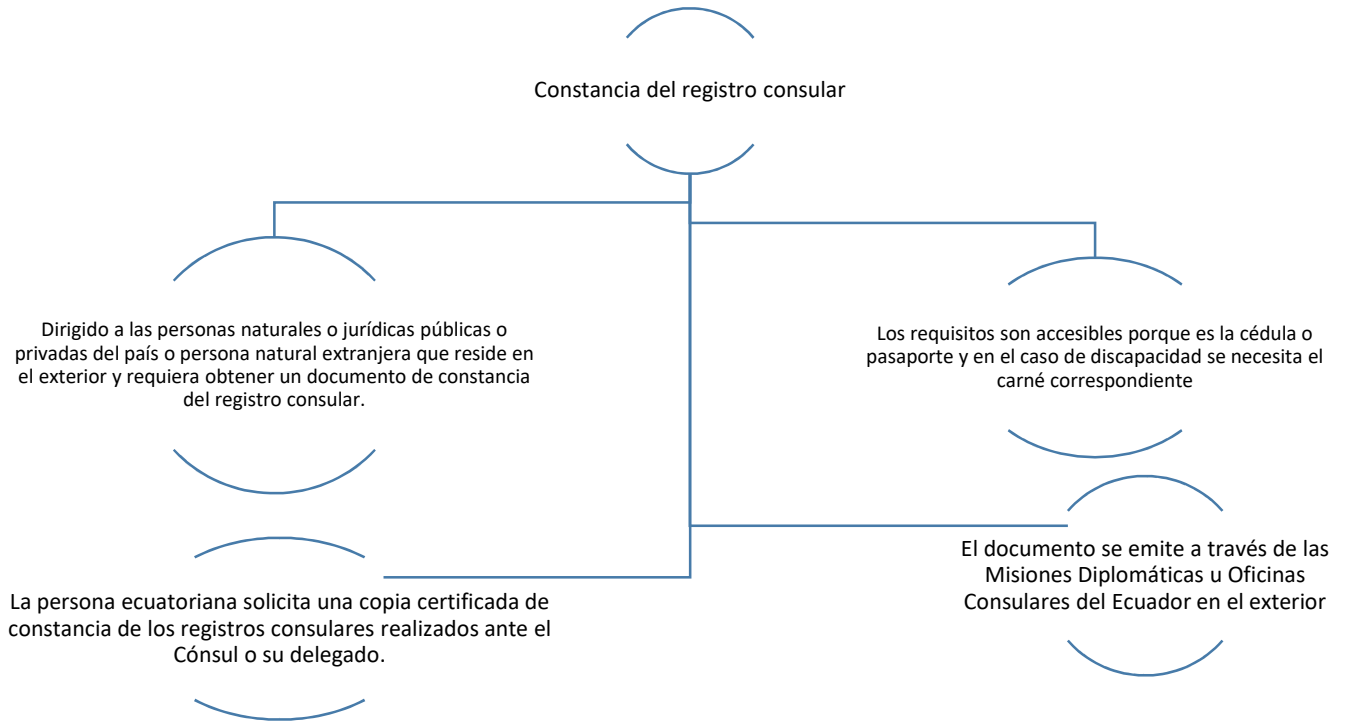 Constancia del registro consular
Dirigido a las personas naturales o jurídicas públicas o
privadas del país o persona natural extranjera que reside en
el exterior y requiera obtener un documento de constancia
del registro consular.
Los requisitos son accesibles porque es la cédula o
pasaporte y en el caso de discapacidad se necesita el
carné correspondiente
La persona ecuatoriana solicita una copia certificada de
constancia de los registros consulares realizados ante el
Cónsul o su delegado.
El documento se emite a través de las
Misiones Diplomáticas u Oficinas
Consulares del Ecuador en el exterior